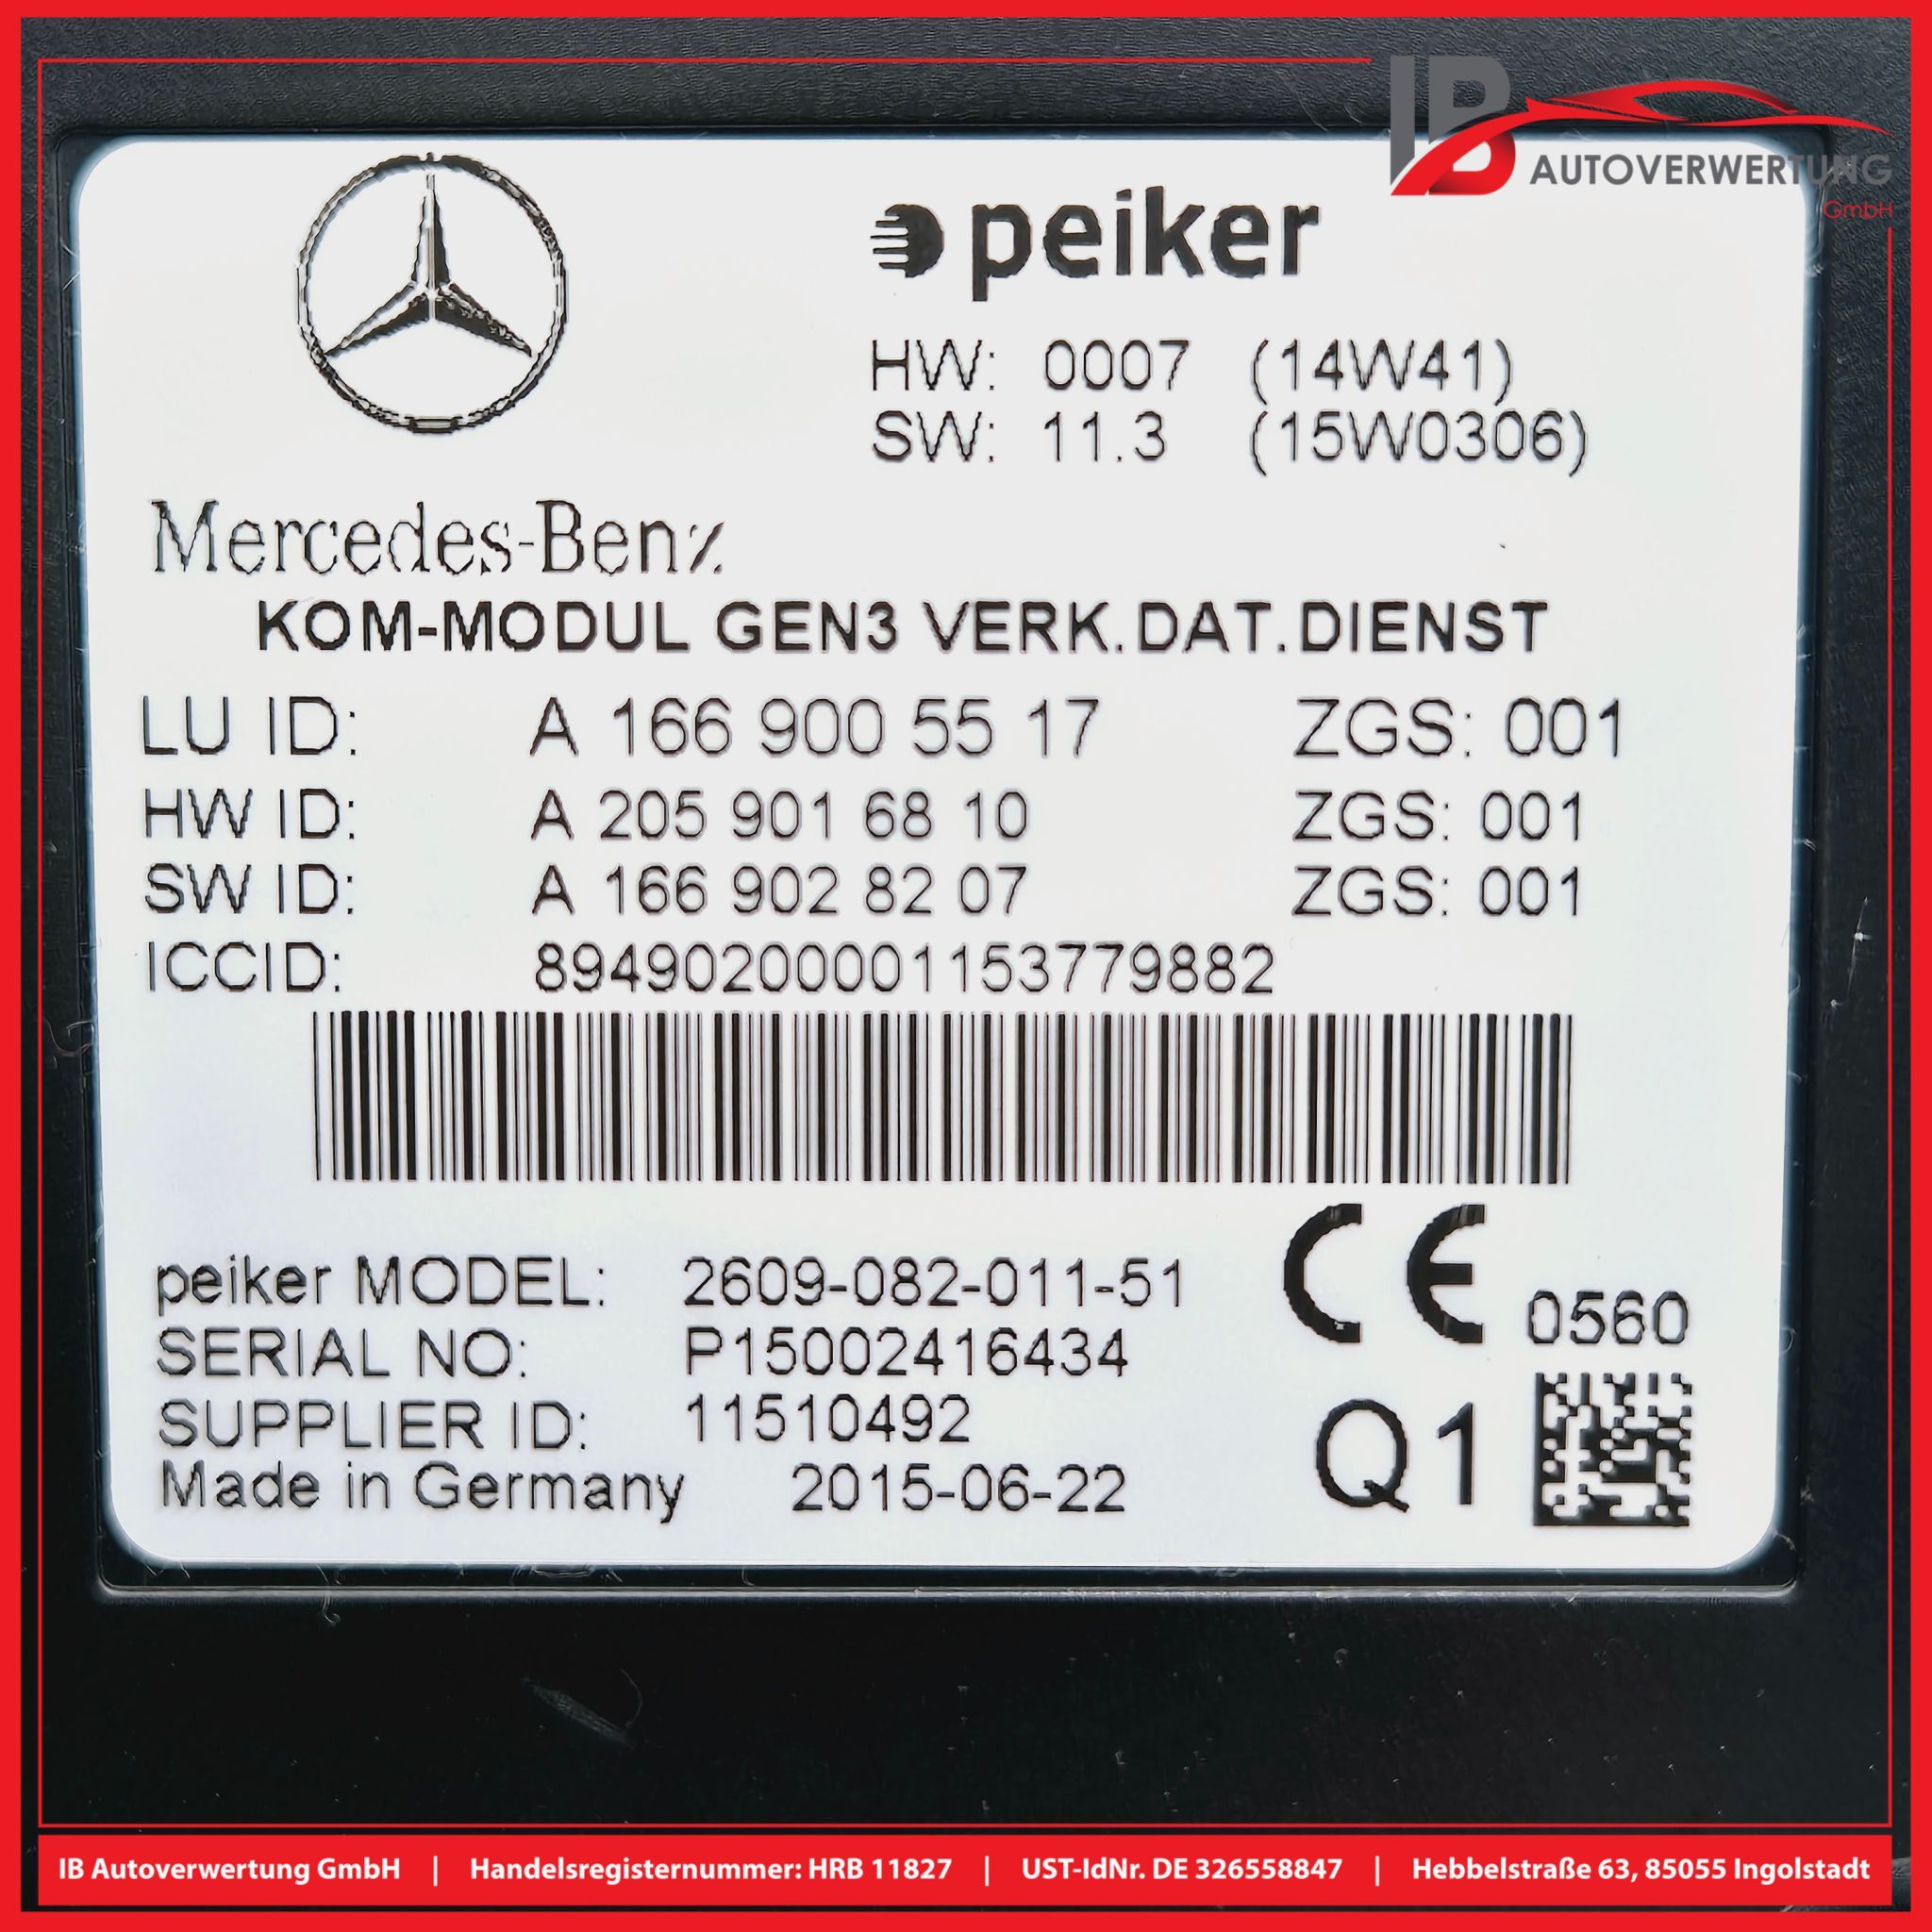 IB
AUTOVERWERTUNG
GmbH
peiker
HW: 0007 (14W41)
SW: 11.3 (15W0306)
Mercedes-Benz
KOM-MODUL GEN3 VERK.DAT.DIENST
LU ID: A 166 900 55 17 ZGS: 001
HW ID: A 205 901 68 10 ZGS: 001
SW ID: A 166 902 82 07 ZGS: 001
ICCID: 89490200001153779882
peiker MODEL: 2609-082-011-51
CE 0560
SERIAL NO: P15002416434
SUPPLIER ID: 11510492
Made in Germany 2015-06-22
Q1
IB Autoverwertung GmbH | Handelsregisternummer: HRB 11827 | UST-IdNr. DE 326558847 | Hebbelstraße 63, 85055 Ingolstadt